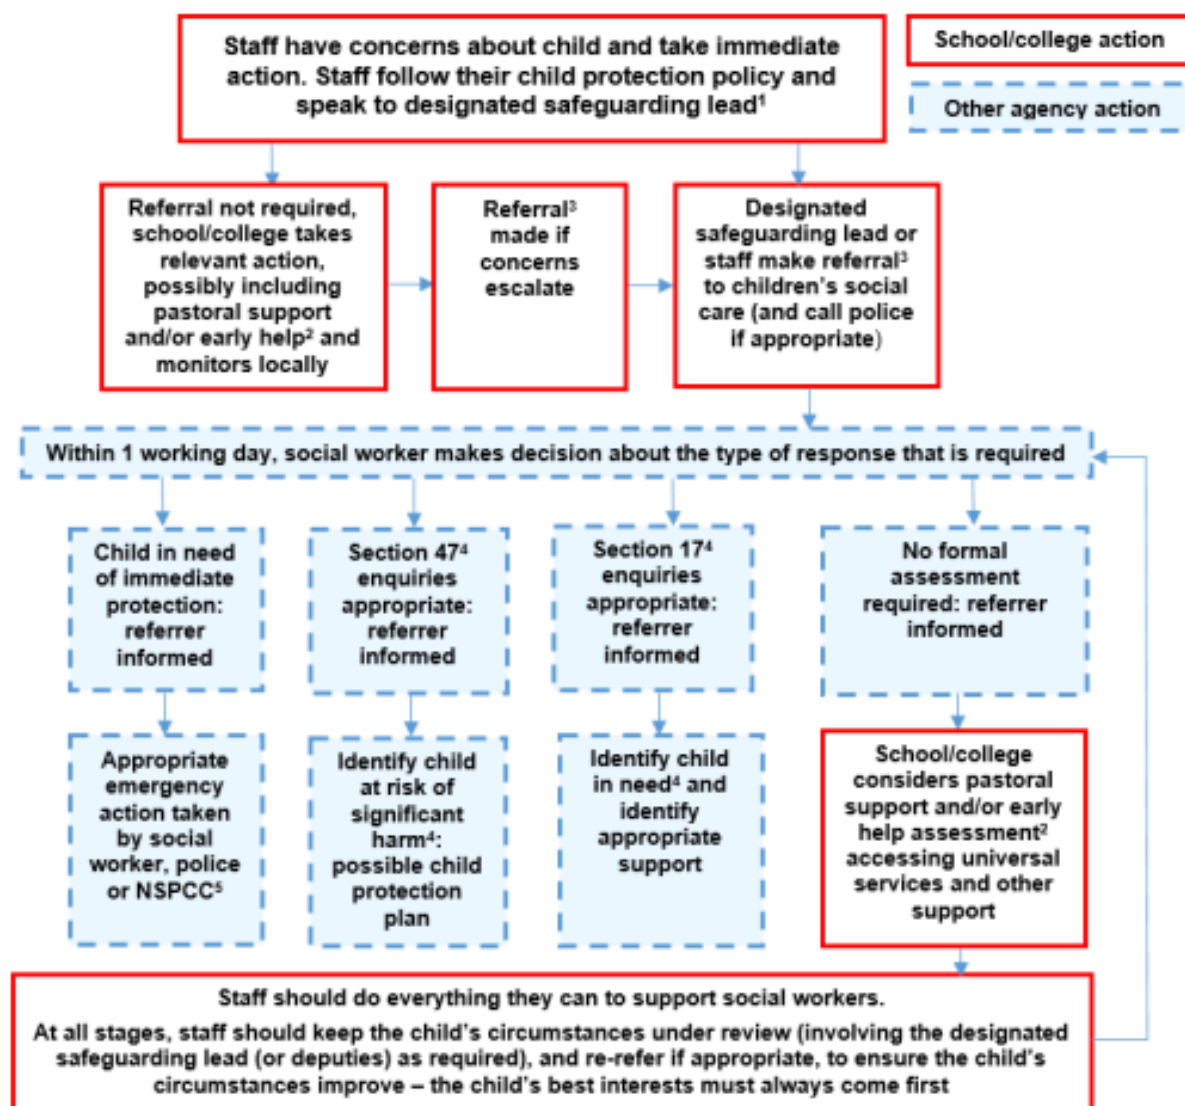 Staff have concerns about child and take immediate
action. Staff follow their child protection policy and
speak to designated safeguarding lead¹
School/college action
Other agency action
Referral not required,
school/college takes
relevant action,
possibly including
pastoral support
and/or early help² and
monitors locally
Referral³
made if
concerns
escalate
Designated
safeguarding lead or
staff make referral³
to children's social
care (and call police
if appropriate)
Within 1 working day, social worker makes decision about the type of response that is required
Child in need
of immediate
protection:
referrer
informed
Section 47⁴
enquiries
appropriate:
referrer
informed
Section 17⁴
enquiries
appropriate:
referrer
informed
No formal
assessment
required: referrer
informed
Appropriate
emergency
action taken
by social
worker, police
or NSPCC⁵
Identify child
at risk of
significant
harm⁴:
possible child
protection
plan
Identify child
in need⁴ and
identify
appropriate
support
School/college
considers pastoral
support and/or early
help assessment²
accessing universal
services and other
support
Staff should do everything they can to support social workers.
At all stages, staff should keep the child's circumstances under review (involving the designated
safeguarding lead (or deputies) as required), and re-refer if appropriate, to ensure the child's
circumstances improve – the child's best interests must always come first